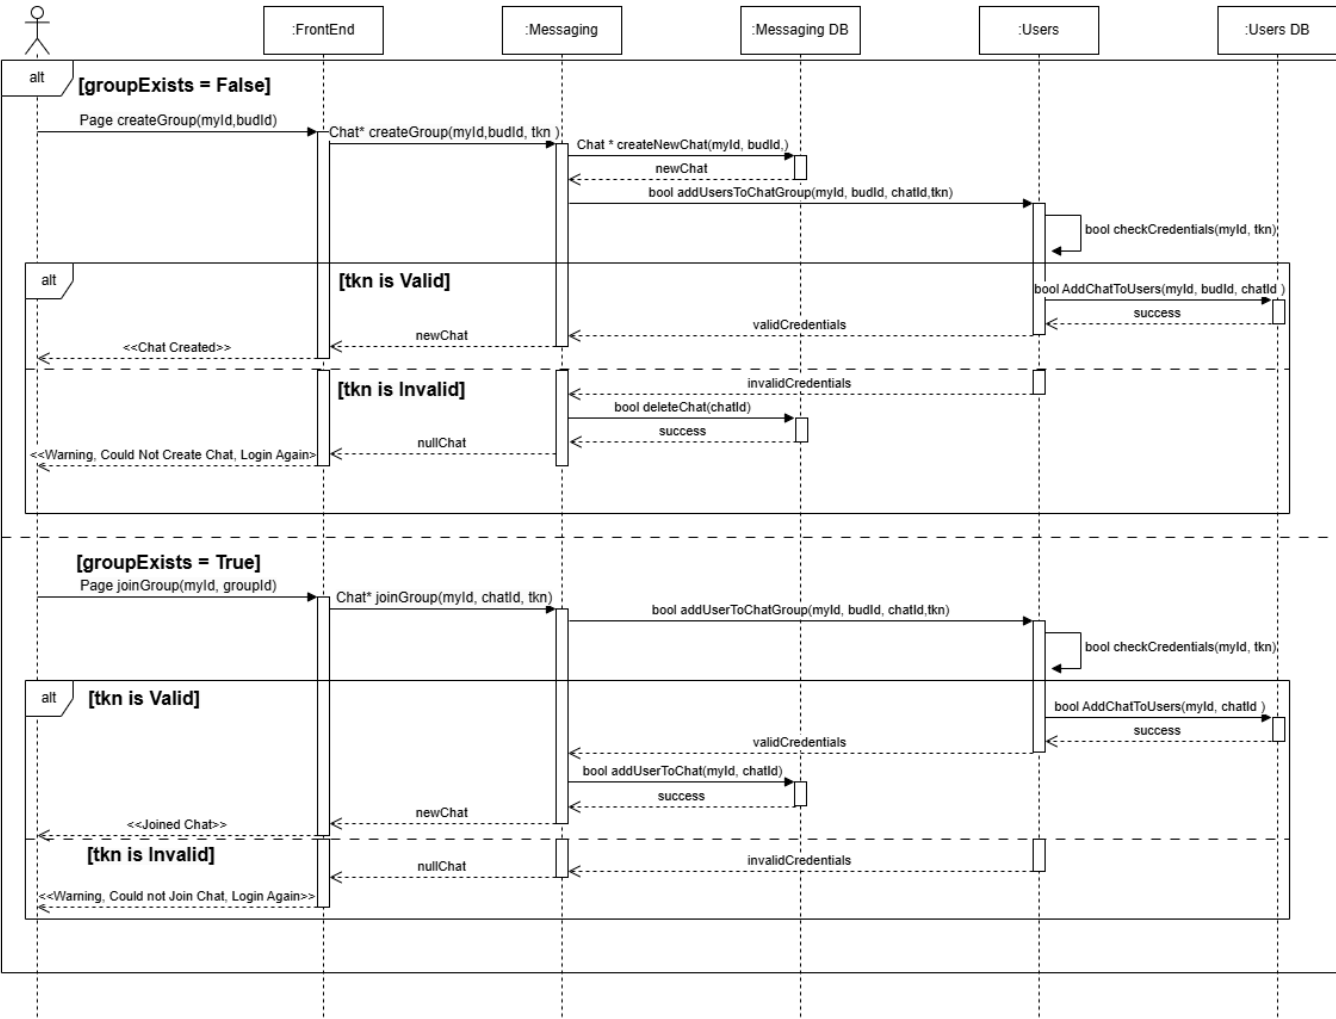 :FrontEnd
:Messaging
:Messaging DB
:Users
:Users DB
alt
[groupExists = False]
Page createGroup(myId,budId)
Chat* createGroup(myId,budId, tkn )
Chat * createNewChat(myId, budId,)
newChat
bool addUsersToChatGroup(myId, budId, chatId,tkn)
bool checkCredentials(myId, tkn)
alt
[tkn is Valid]
bool AddChatToUsers(myId, budId, chatId )
success
validCredentials
newChat
<<Chat Created>>
[tkn is Invalid]
invalidCredentials
bool deleteChat(chatId)
success
nullChat
<<Warning, Could Not Create Chat, Login Again>
[groupExists = True]
Page joinGroup(myId, groupId)
Chat* joinGroup(myId, chatId, tkn)
bool addUserToChatGroup(myId, budId, chatId,tkn)
bool checkCredentials(myId, tkn)
alt
[tkn is Valid]
bool AddChatToUsers(myId, chatId )
success
validCredentials
bool addUserToChat(myId, chatId)
success
newChat
<<Joined Chat>>
[tkn is Invalid]
invalidCredentials
nullChat
<<Warning, Could not Join Chat, Login Again>>